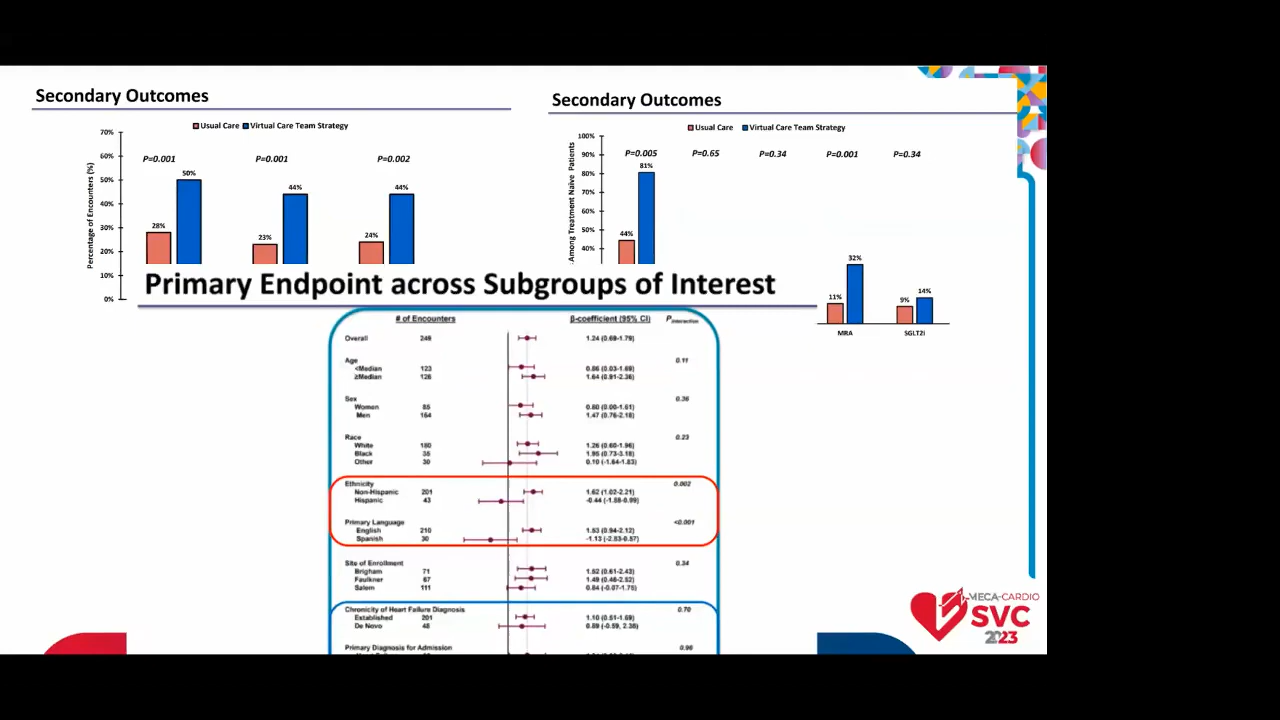 Secondary Outcomes
Usual Care Virtual Care Team Strategy
Percentage of Encounters (%)
70%
60%
50%
40%
30%
20%
10%
0%
P=0.001 P=0.001 P=0.002
28% 50% 23% 44% 24% 44%
Secondary Outcomes
Usual Care Virtual Care Team Strategy
Among Treatment Naive Patients
100%
90%
80%
70%
60%
50%
40%
P=0.005 P=0.65 P=0.34 P=0.001 P=0.34
44% 81% 11% 32% 9% 14%
MRA SGLT2i
Primary Endpoint across Subgroups of Interest
# of Encounters β-coefficient (95% CI) P interaction
Overall 246 1.24 (0.69-1.79)
Age 0.11
<Median 123 0.86 (0.03-1.69)
≥Median 126 1.64 (0.91-2.36)
Sex 0.36
Women 85 0.80 (0.00-1.61)
Men 164 1.47 (0.76-2.18)
Race 0.23
White 180 1.26 (0.60-1.96)
Black 35 1.95 (0.73-3.18)
Other 30 0.10 (-1.64-1.83)
Ethnicity 0.002
Non-Hispanic 201 1.62 (1.02-2.21)
Hispanic 43
Primary Language <0.001
English 210 1.53 (0.94-2.12)
Spanish 30 -1.13 (-2.83-0.57)
Site of Enrollment 0.34
Brigham 71 1.52 (0.61-2.43)
Faulkner 67 1.49 (0.46-2.52)
Salem 111 0.84 (-0.07-1.75)
Chronicity of Heart Failure Diagnosis 0.70
Established 201 1.10 (0.51-1.69)
De Novo 48 0.89 (-0.59, 2.38)
Primary Diagnosis for Admission 0.98
MECA-CARDIO
SVC
2023